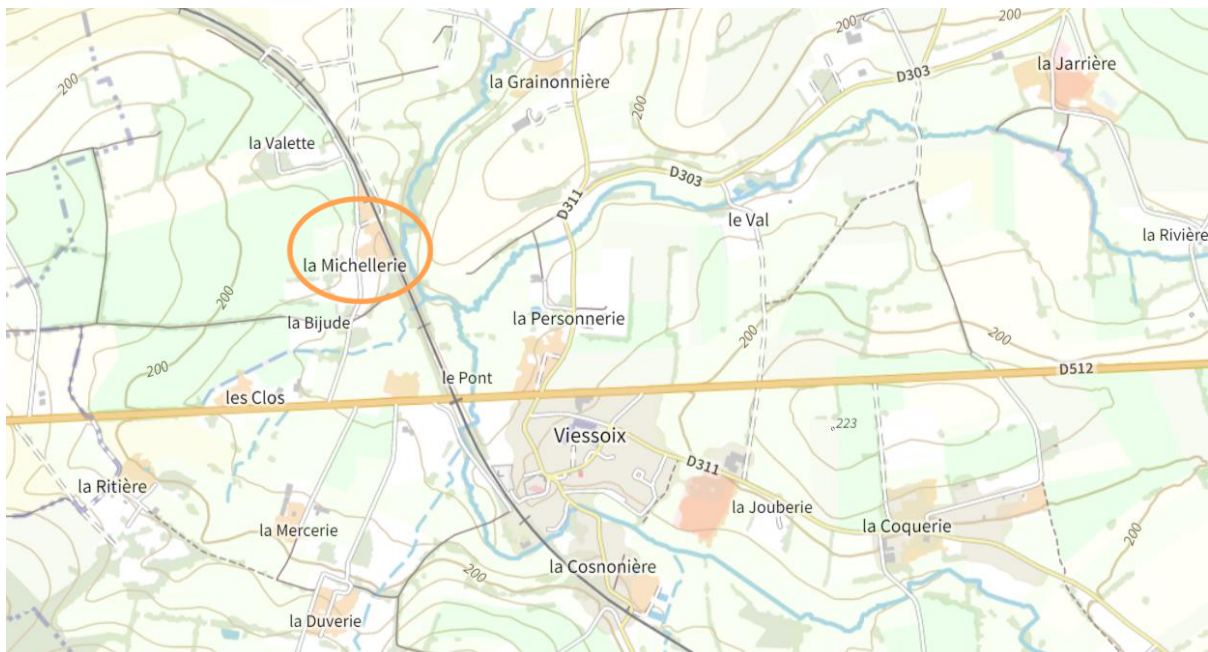 200
200
200
la Jarrière
D303
la Grainonnière
200
200
la Valette
D303
D311
le Val
la Rivière
la Michellerie
200
la Bijude
la Personnerie
200
200
200
D512
le Pont
les Clos
223
Viessoix
D311
la Ritière
la Jouberie
la Mercerie
la Coquerie
200
la Cosnonière
200
la Duverie